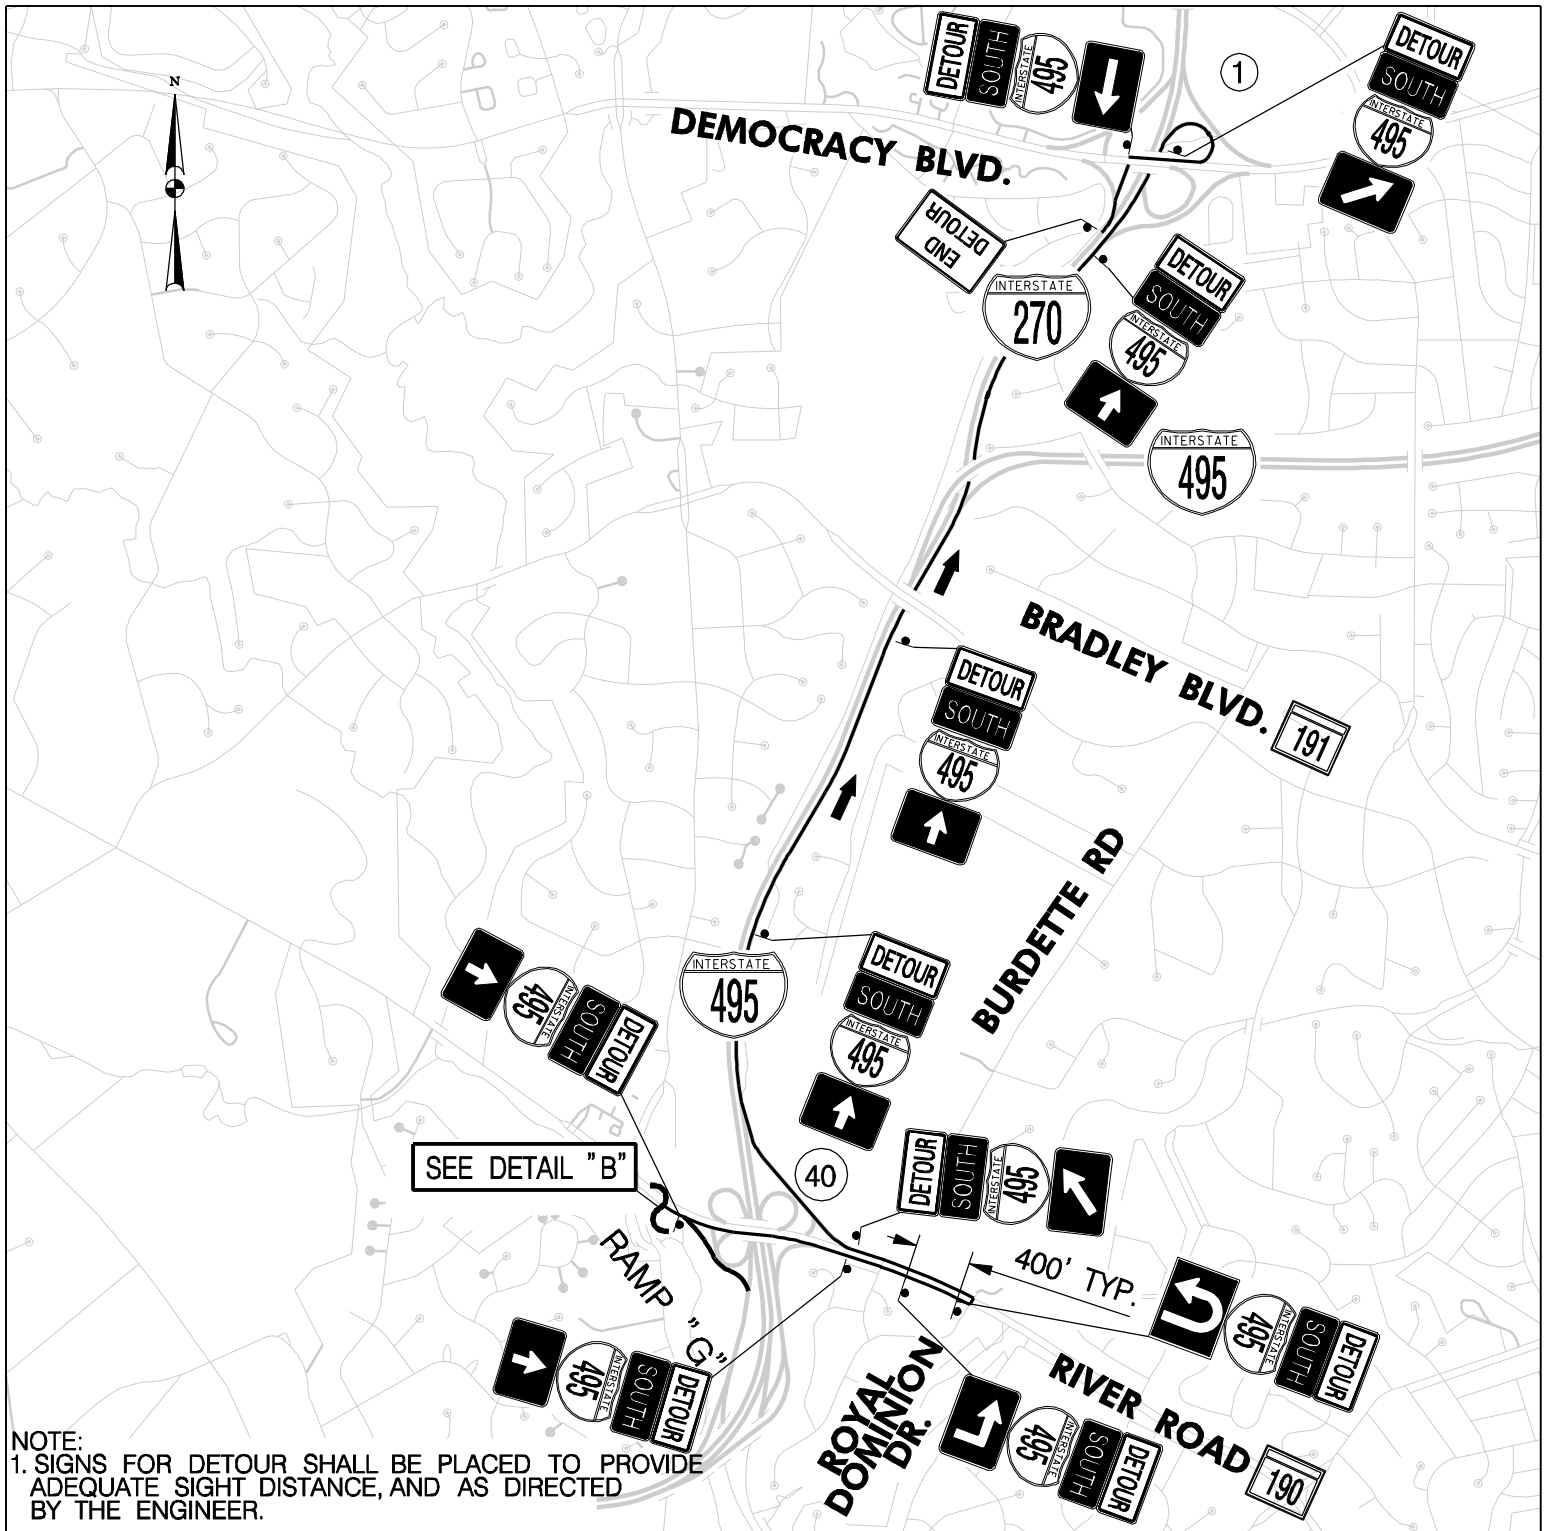 N
DETOUR
SOUTH
INTERSTATE
495
1
DETOUR
SOUTH
INTERSTATE
495
DEMOCRACY BLVD.
END
DETOUR
INTERSTATE
270
DETOUR
SOUTH
INTERSTATE
495
INTERSTATE
495
BRADLEY BLVD.
191
DETOUR
SOUTH
INTERSTATE
495
BURDETTE RD
INTERSTATE
495
DETOUR
SOUTH
INTERSTATE
495
DETOUR
SOUTH
INTERSTATE
495
SEE DETAIL "B"
40
DETOUR
SOUTH
INTERSTATE
495
RAMP "G"
400' TYP.
DETOUR
SOUTH
INTERSTATE
495
DETOUR
SOUTH
INTERSTATE
495
ROYAL
DOMINION
DR.
DETOUR
SOUTH
INTERSTATE
495
RIVER ROAD
190
NOTE:
1. SIGNS FOR DETOUR SHALL BE PLACED TO PROVIDE
ADEQUATE SIGHT DISTANCE, AND AS DIRECTED
BY THE ENGINEER.